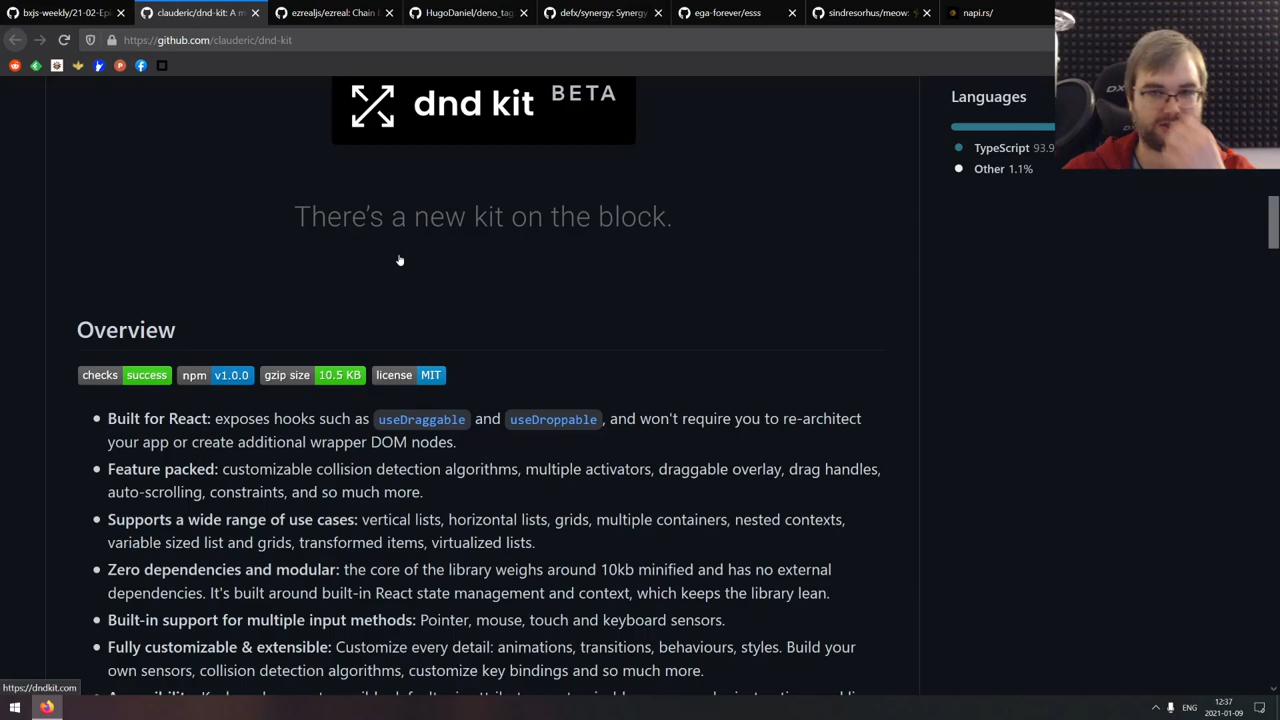 bxjs-weekly/21-02-Epi
clauderic/dnd-kit: A m
ezrealjs/ezreal: Chain l
HugoDaniel/deno_tag
defx/synergy: Synergy
ega-forever/esss
sindresorhus/meow:
napi.rs/
https://github.com/clauderic/dnd-kit
dnd kit BETA
There's a new kit on the block.
Languages
TypeScript 93.9
Other 1.1%
Overview
checks success npm v1.0.0 gzip size 10.5 KB license MIT
Built for React: exposes hooks such as useDraggable and useDroppable, and won't require you to re-architect
your app or create additional wrapper DOM nodes.
Feature packed: customizable collision detection algorithms, multiple activators, draggable overlay, drag handles,
auto-scrolling, constraints, and so much more.
Supports a wide range of use cases: vertical lists, horizontal lists, grids, multiple containers, nested contexts,
variable sized list and grids, transformed items, virtualized lists.
Zero dependencies and modular: the core of the library weighs around 10kb minified and has no external
dependencies. It's built around built-in React state management and context, which keeps the library lean.
Built-in support for multiple input methods: Pointer, mouse, touch and keyboard sensors.
Fully customizable & extensible: Customize every detail: animations, transitions, behaviours, styles. Build your
own sensors, collision detection algorithms, customize key bindings and so much more.
https://dndkit.com
ENG
12:37
2021-01-09